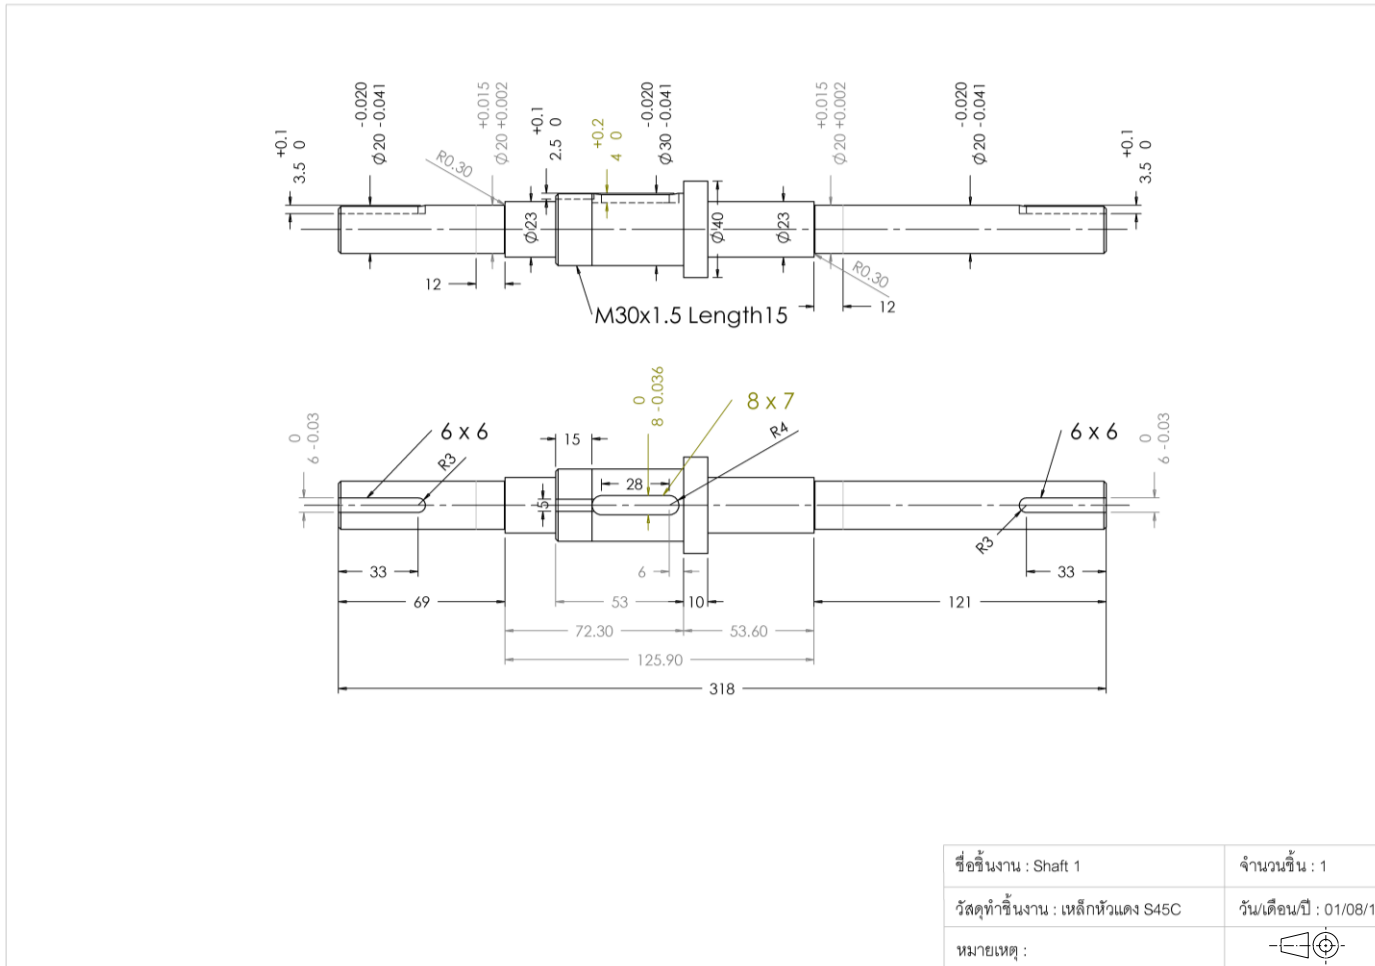 +0.1
3.5 0
-0.020
Ø20 -0.041
+0.015
Ø20 +0.002
+0.1
2.5 0
+0.2
4 0
-0.020
Ø30 -0.041
+0.015
Ø20 +0.002
-0.020
Ø20 -0.041
+0.1
3.5 0
R0.30
Ø23
Ø40
Ø23
R0.30
12
12
M30x1.5 Length15
0
6 -0.03
6 x 6
R3
15
0
8 -0.036
8 x 7
R4
28
5
6 x 6
0
6 -0.03
R3
33
6
33
69
53
10
121
72.30
53.60
125.90
318
ชื่อชิ้นงาน : Shaft 1
จำนวนชิ้น : 1
วัสดุทำชิ้นงาน : เหล็กหัวแดง S45C
วัน/เดือน/ปี : 01/08/1
หมายเหตุ :